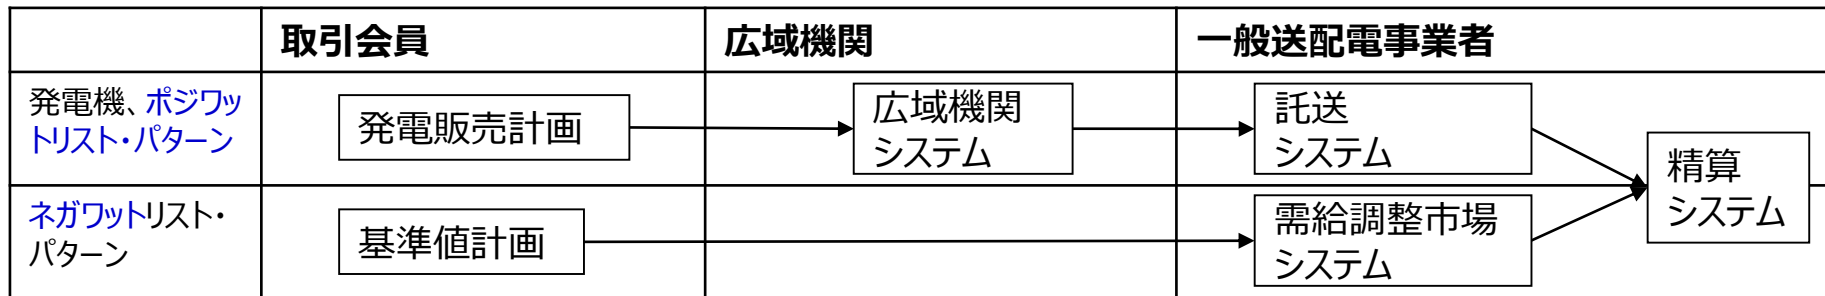 取引会員
広域機関
一般送配電事業者
発電機、ポジワッ
トリスト・パターン
発電販売計画
広域機関
システム
託送
システム
精算
システム
ネガワットリスト・
パターン
基準値計画
需給調整市場
システム